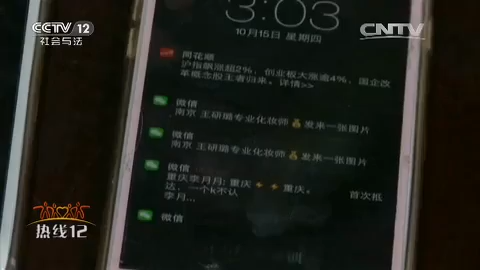 CCTV 12
社会与法
CNTV
3:03
10月15日 星期四
同花顺
沪指飙涨超2%，创业板大涨逾4%，国企改
革概念股王者归来。详情>>
微信
南京 王研璐专业化妆师🏅发来一张图片
微信
南京 王研璐专业化妆师🏅发来一张图片
微信
重庆李月月: 重庆✦✦重庆。 首次抵
达，一个k不认
李月...
微信
热线12